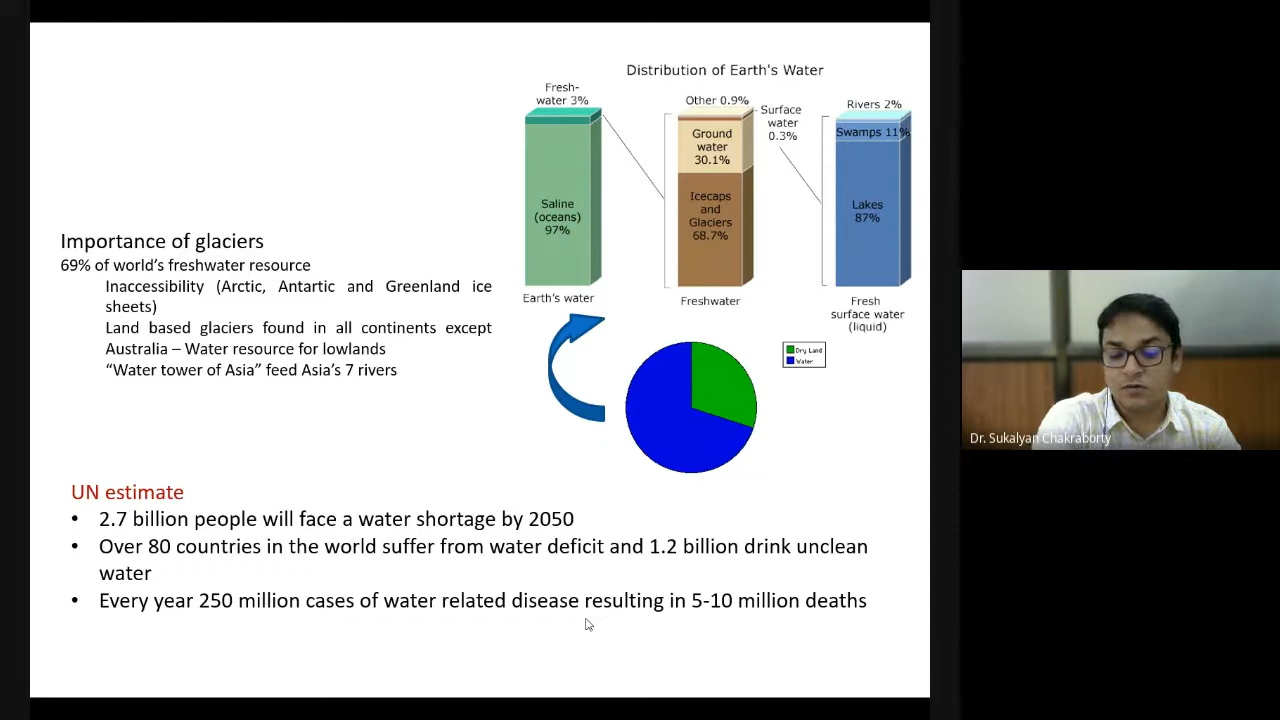 Distribution of Earth's Water
Fresh-
water 3%
Saline
(oceans)
97%
Earth's water
Other 0.9%
Surface
water
0.3%
Ground
water
30.1%
Icecaps
and
Glaciers
68.7%
Freshwater
Rivers 2%
Swamps 11%
Lakes
87%
Fresh
surface water
(liquid)
Dry Land
Water
Importance of glaciers
69% of world's freshwater resource
Inaccessibility (Arctic, Antartic and Greenland ice
sheets)
Land based glaciers found in all continents except
Australia – Water resource for lowlands
“Water tower of Asia” feed Asia's 7 rivers
UN estimate
• 2.7 billion people will face a water shortage by 2050
• Over 80 countries in the world suffer from water deficit and 1.2 billion drink unclean
water
• Every year 250 million cases of water related disease resulting in 5-10 million deaths
Dr. Sukalyan Chakraborty